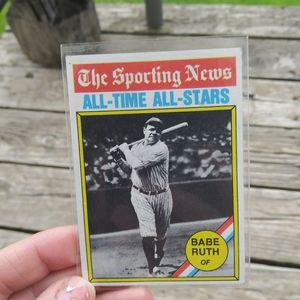 The Sporting News
ALL-TIME ALL-STARS
BABE
RUTH
OF